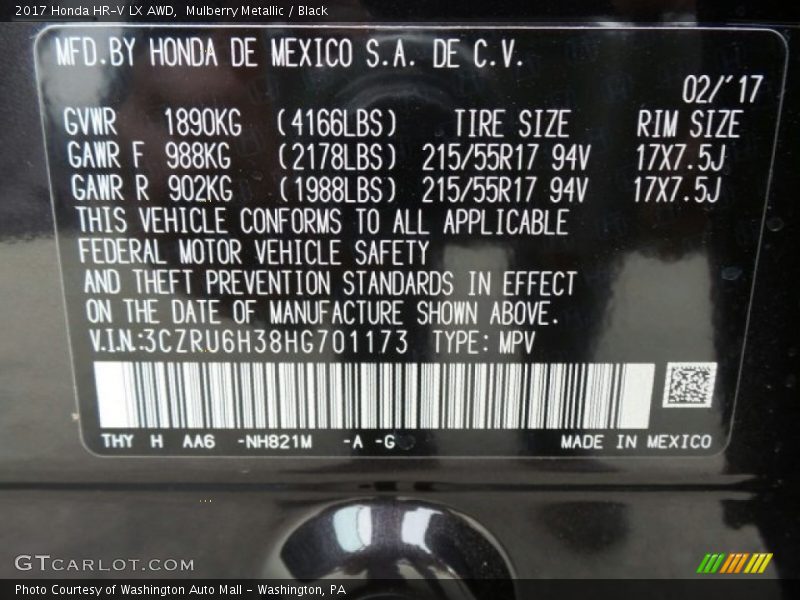 2017 Honda HR-V LX AWD, Mulberry Metallic / Black
MFD.BY HONDA DE MEXICO S.A. DE C.V.
02/'17
GVWR 1890KG (4166LBS) TIRE SIZE RIM SIZE
GAWR F 988KG (2178LBS) 215/55R17 94V 17X7.5J
GAWR R 902KG (1988LBS) 215/55R17 94V 17X7.5J
THIS VEHICLE CONFORMS TO ALL APPLICABLE
FEDERAL MOTOR VEHICLE SAFETY
AND THEFT PREVENTION STANDARDS IN EFFECT
ON THE DATE OF MANUFACTURE SHOWN ABOVE.
V.I.N.:3CZRU6H38HG701173 TYPE: MPV
THY H AA6 -NH821M -A -G MADE IN MEXICO
GTCARLOT.COM
Photo Courtesy of Washington Auto Mall - Washington, PA